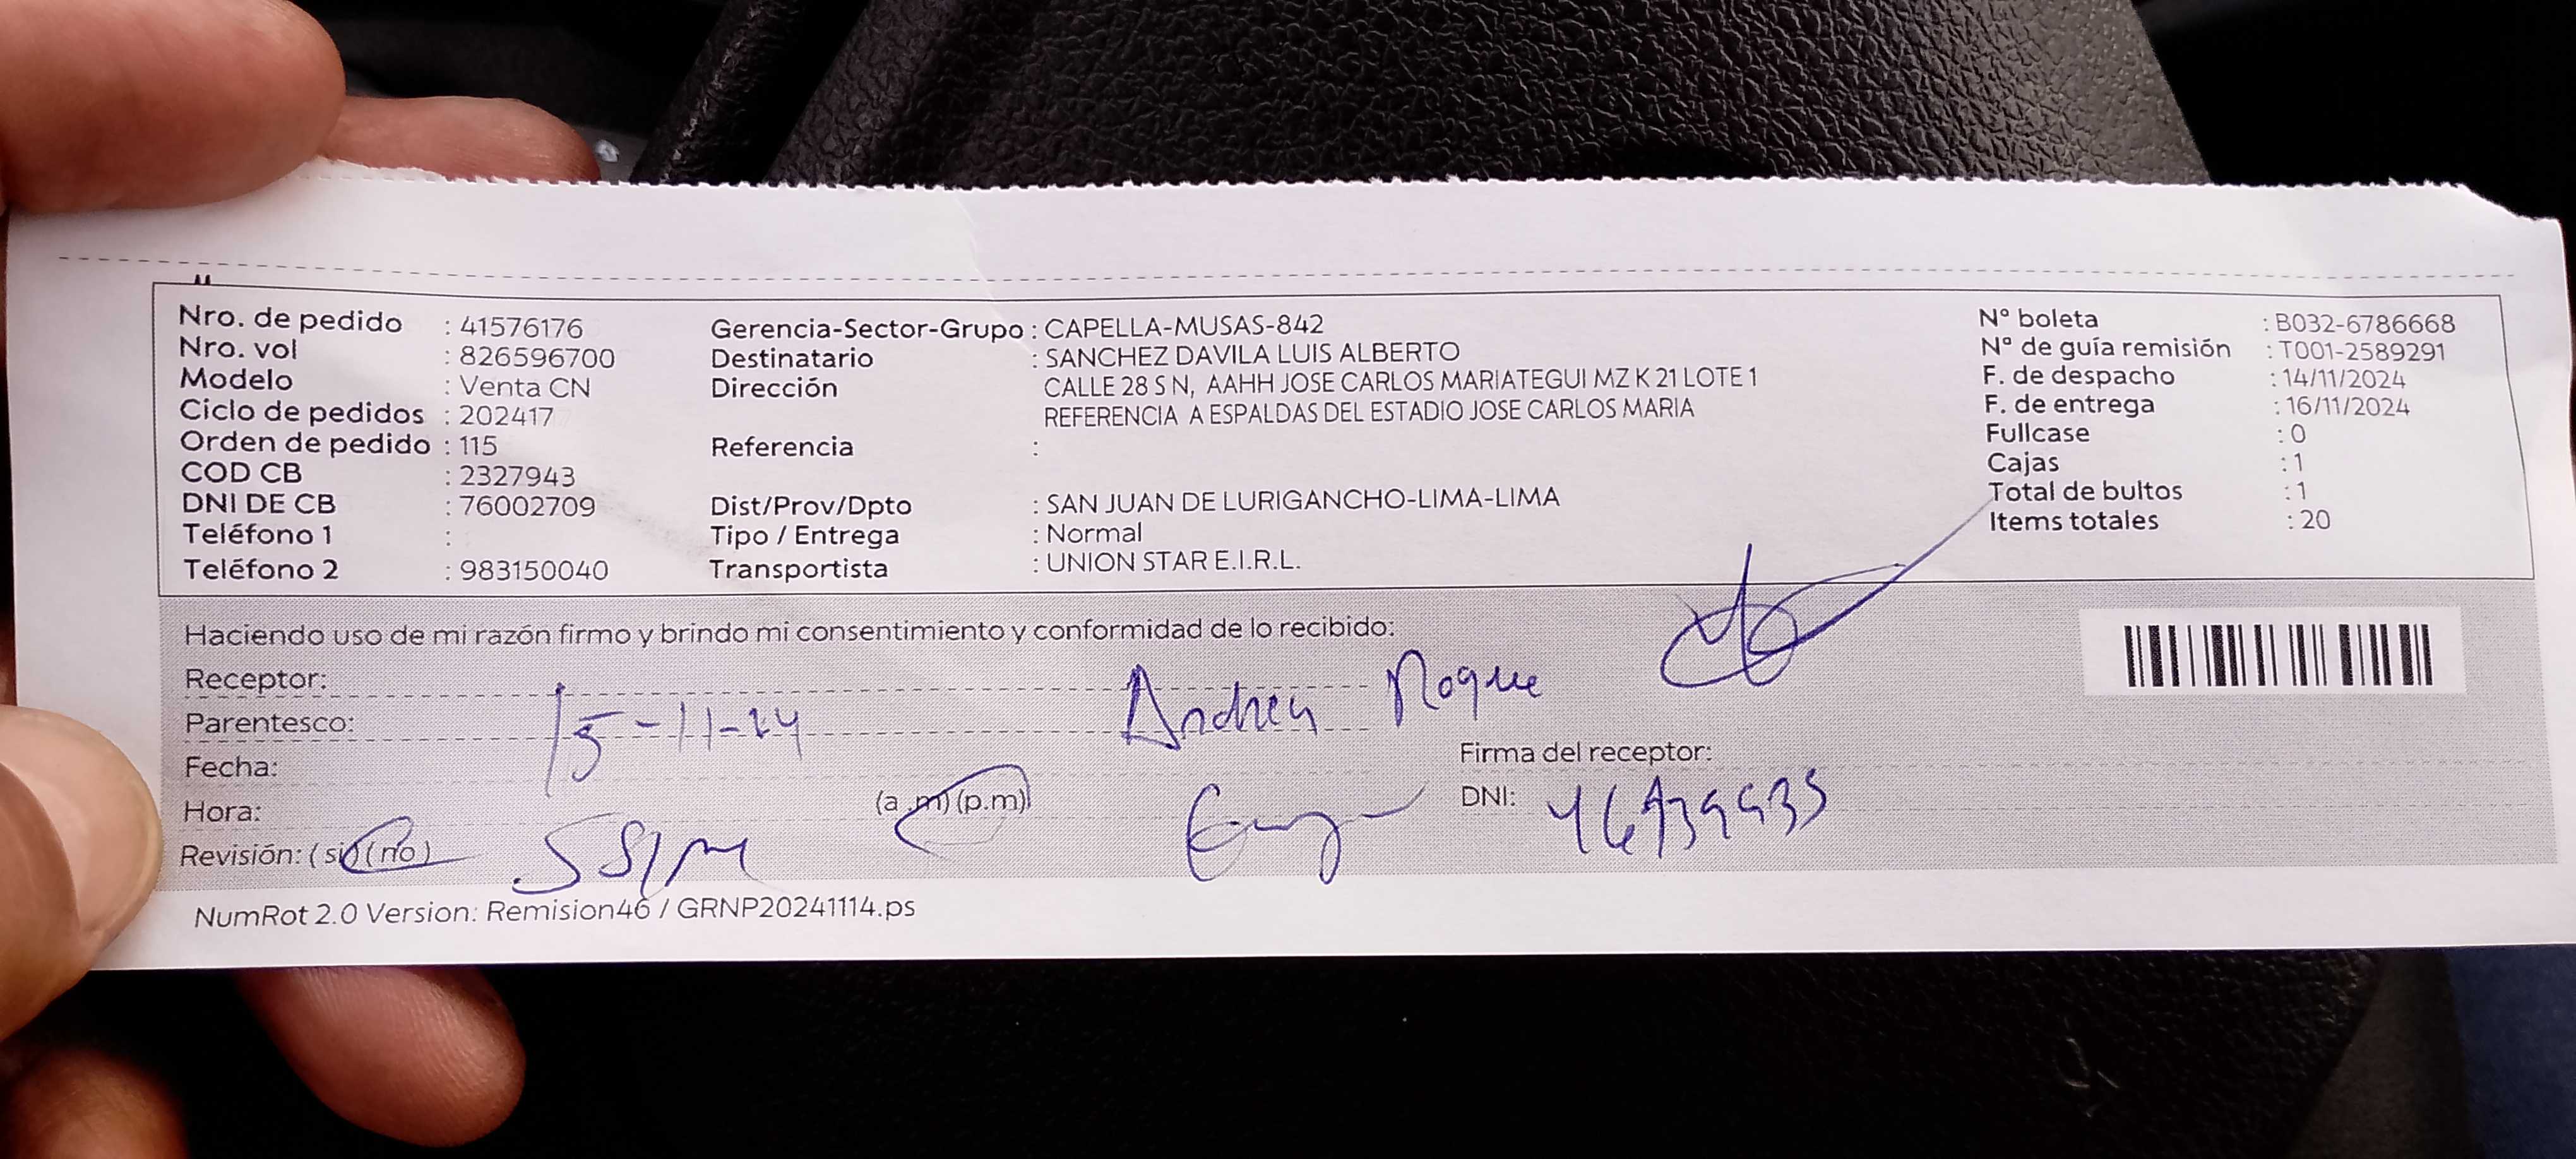 Nro. de pedido : 41576176
Nro. vol : 826596700
Modelo : Venta CN
Ciclo de pedidos : 202417
Orden de pedido : 115
COD CB : 2327943
DNI DE CB : 76002709
Teléfono 1 :
Teléfono 2 : 983150040
Gerencia-Sector-Grupo : CAPELLA-MUSAS-842
Destinatario : SANCHEZ DAVILA LUIS ALBERTO
Dirección CALLE 28 S N, AAHH JOSE CARLOS MARIATEGUI MZ K 21 LOTE 1
REFERENCIA A ESPALDAS DEL ESTADIO JOSE CARLOS MARIA
Referencia :
Dist/Prov/Dpto : SAN JUAN DE LURIGANCHO-LIMA-LIMA
Tipo / Entrega : Normal
Transportista : UNION STAR E.I.R.L.
N° boleta : B032-6786668
N° de guía remisión : T001-2589291
F. de despacho : 14/11/2024
F. de entrega : 16/11/2024
Fullcase : 0
Cajas : 1
Total de bultos : 1
Items totales : 20
Haciendo uso de mi razón firmo y brindo mi consentimiento y conformidad de lo recibido:
Receptor:
Parentesco:
15-11-24
Andrea Roque
Fecha:
Firma del receptor:
Hora: (a.m) (p.m)
DNI:
Revisión: (si) (no)
NumRot 2.0 Version: Remision46 / GRNP20241114.ps